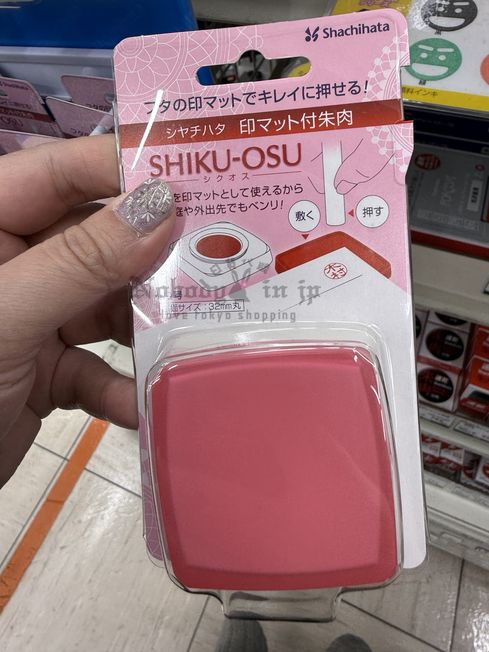 Shachihata
フタの印マットでキレイに押せる!
シヤチハタ 印マット付朱肉
SHIKU-OSU
シクオス
を印マットとして使えるから
や外出先でもベンリ!
敷く
押す
Nobody in jp
love tokyo shopping
サイズ:32mm丸